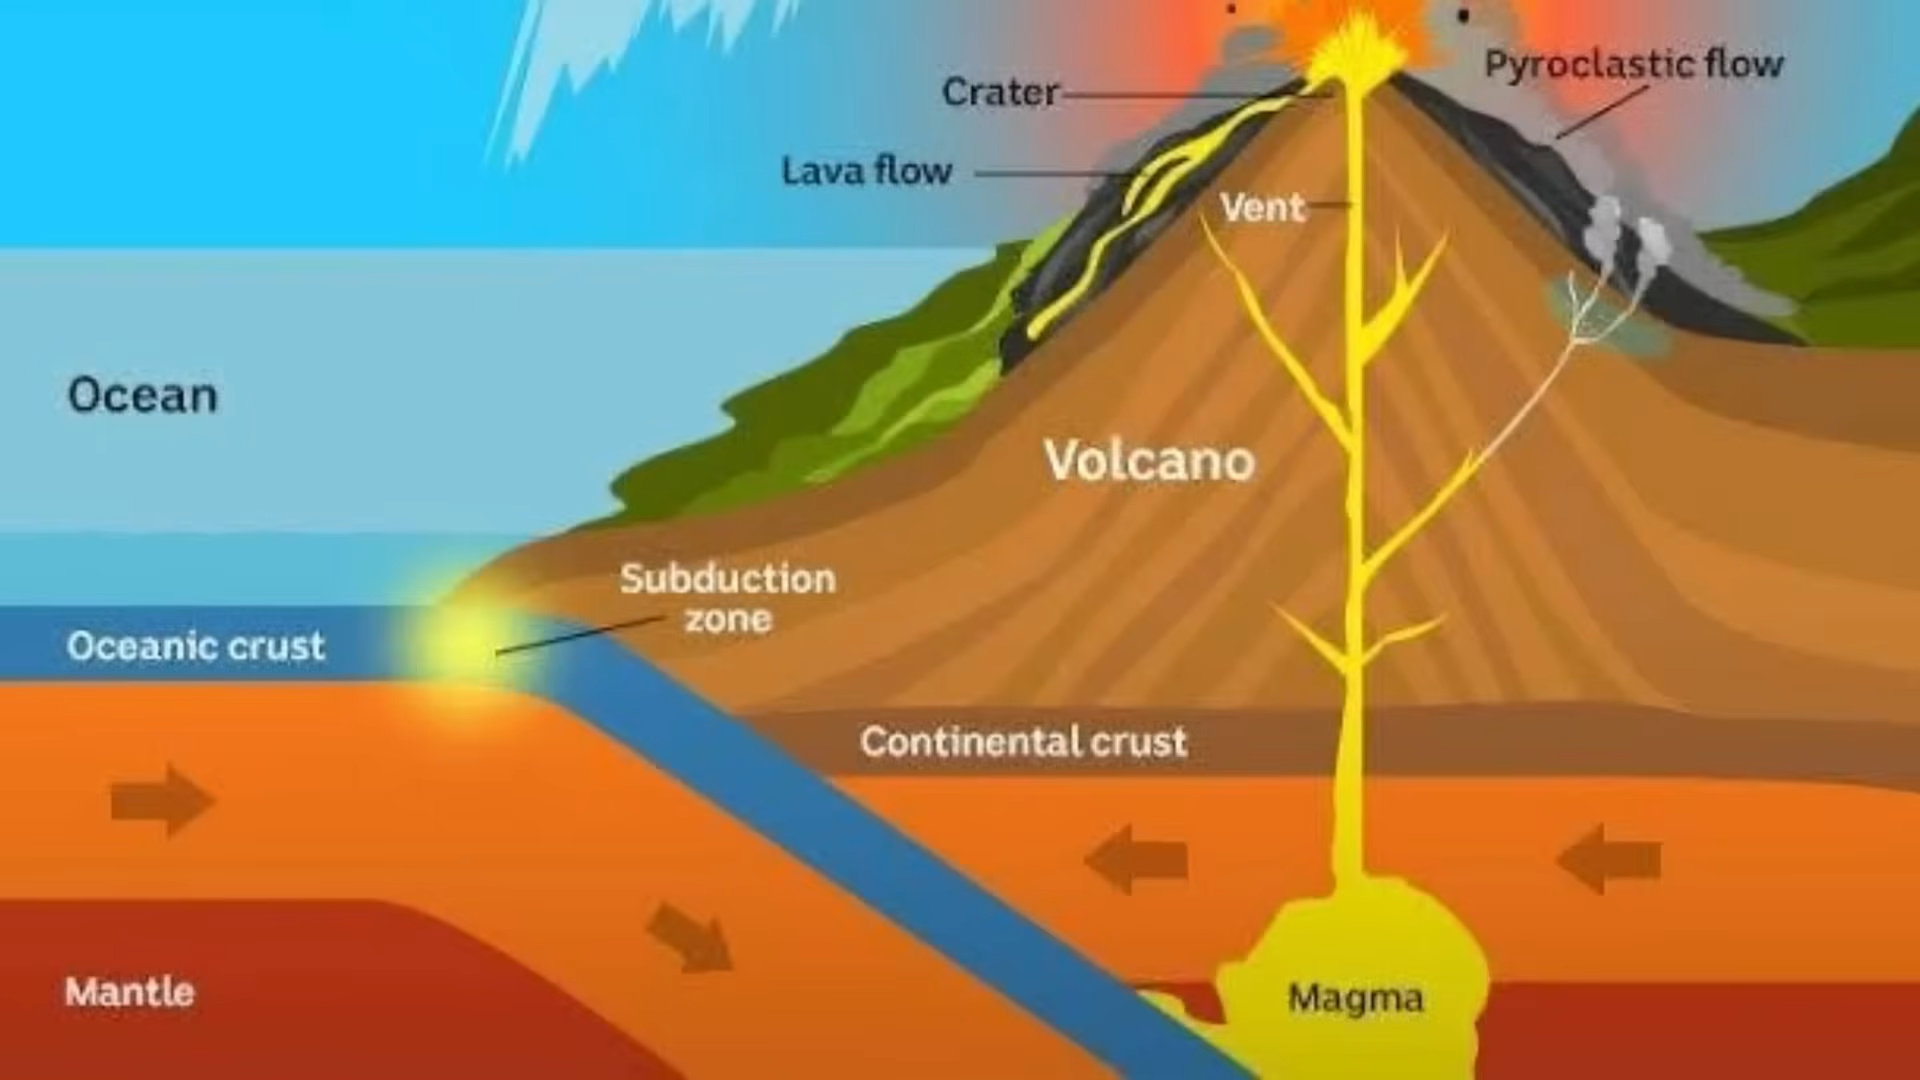 Pyroclastic flow
Crater
Lava flow
Vent
Ocean
Volcano
Subduction
zone
Oceanic crust
Continental crust
Mantle
Magma